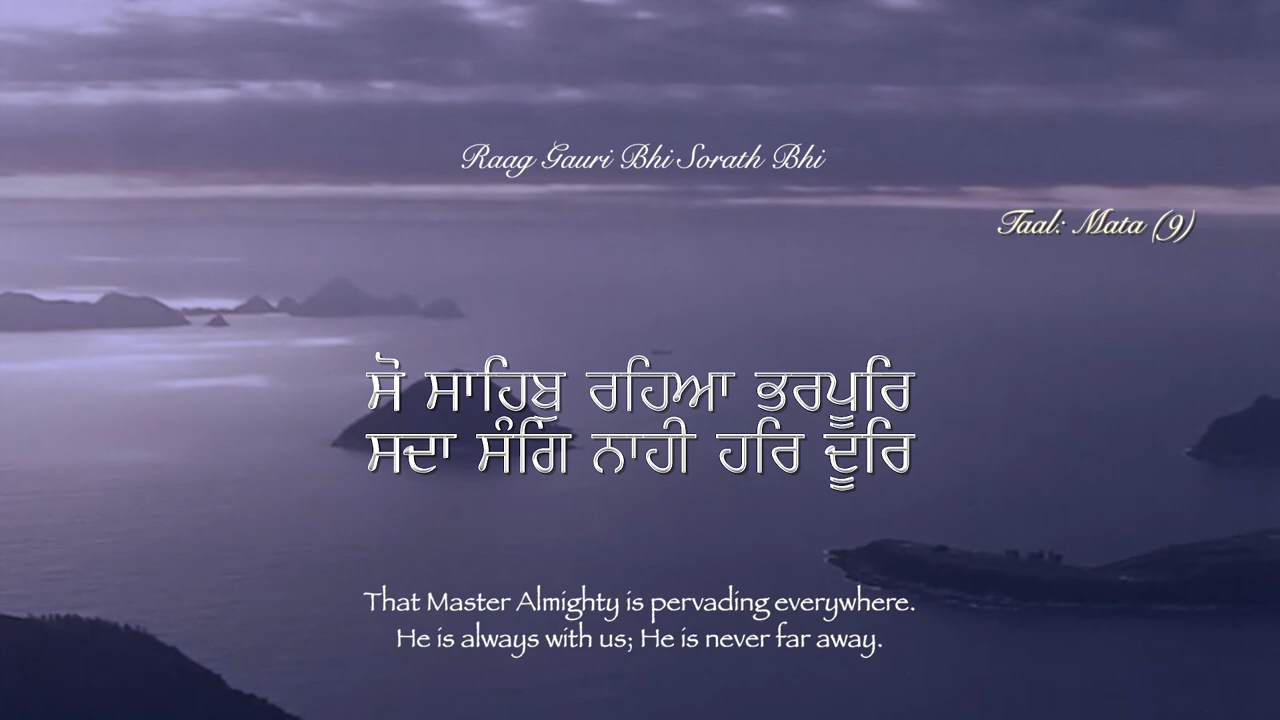 Raag Gauri Bhi Sorath Bhi
Taal: Mata (9)
ਸੋ ਸਾਹਿਬੁ ਰਹਿਆ ਭਰਪੂਰਿ
ਸਦਾ ਸੰਗਿ ਨਾਹੀ ਹਰਿ ਦੂਰਿ
That Master Almighty is pervading everywhere.
He is always with us; He is never far away.